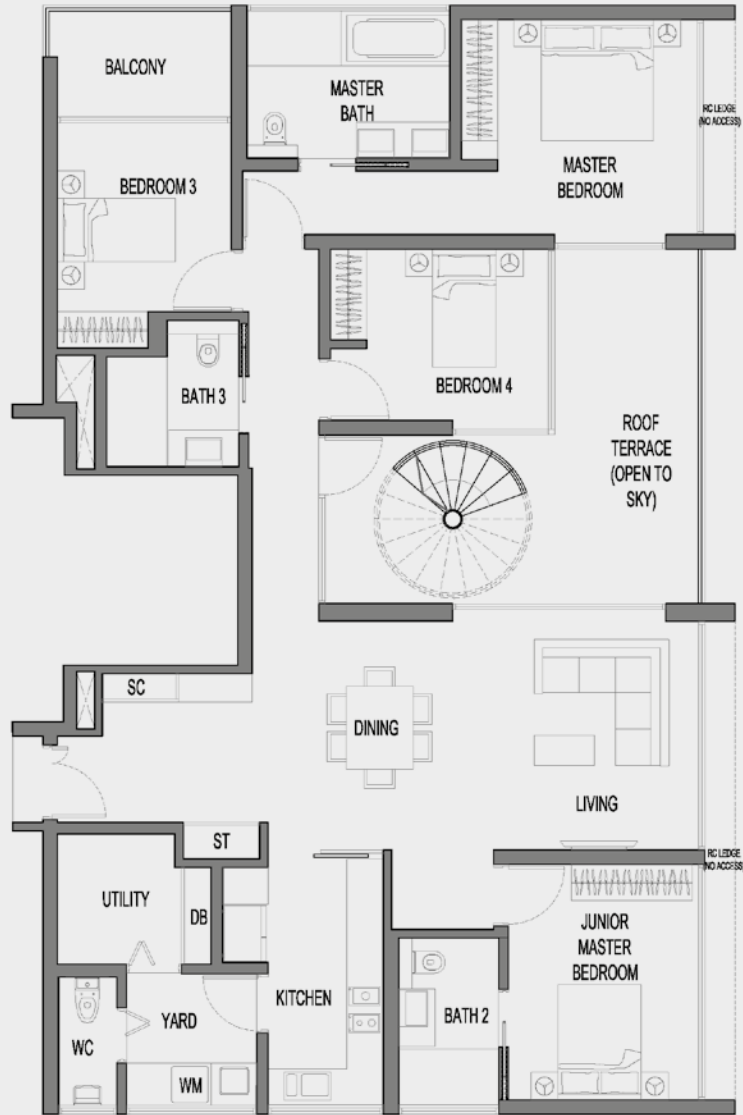 BALCONY
MASTER
BATH
RC LEDGE
(NO ACCESS)
BEDROOM 3
MASTER
BEDROOM
BATH 3
BEDROOM 4
ROOF
TERRACE
(OPEN TO
SKY)
SC
DINING
LIVING
ST
RC LEDGE
(NO ACCESS)
UTILITY
DB
JUNIOR
MASTER
BEDROOM
KITCHEN
YARD
BATH 2
WC
WM